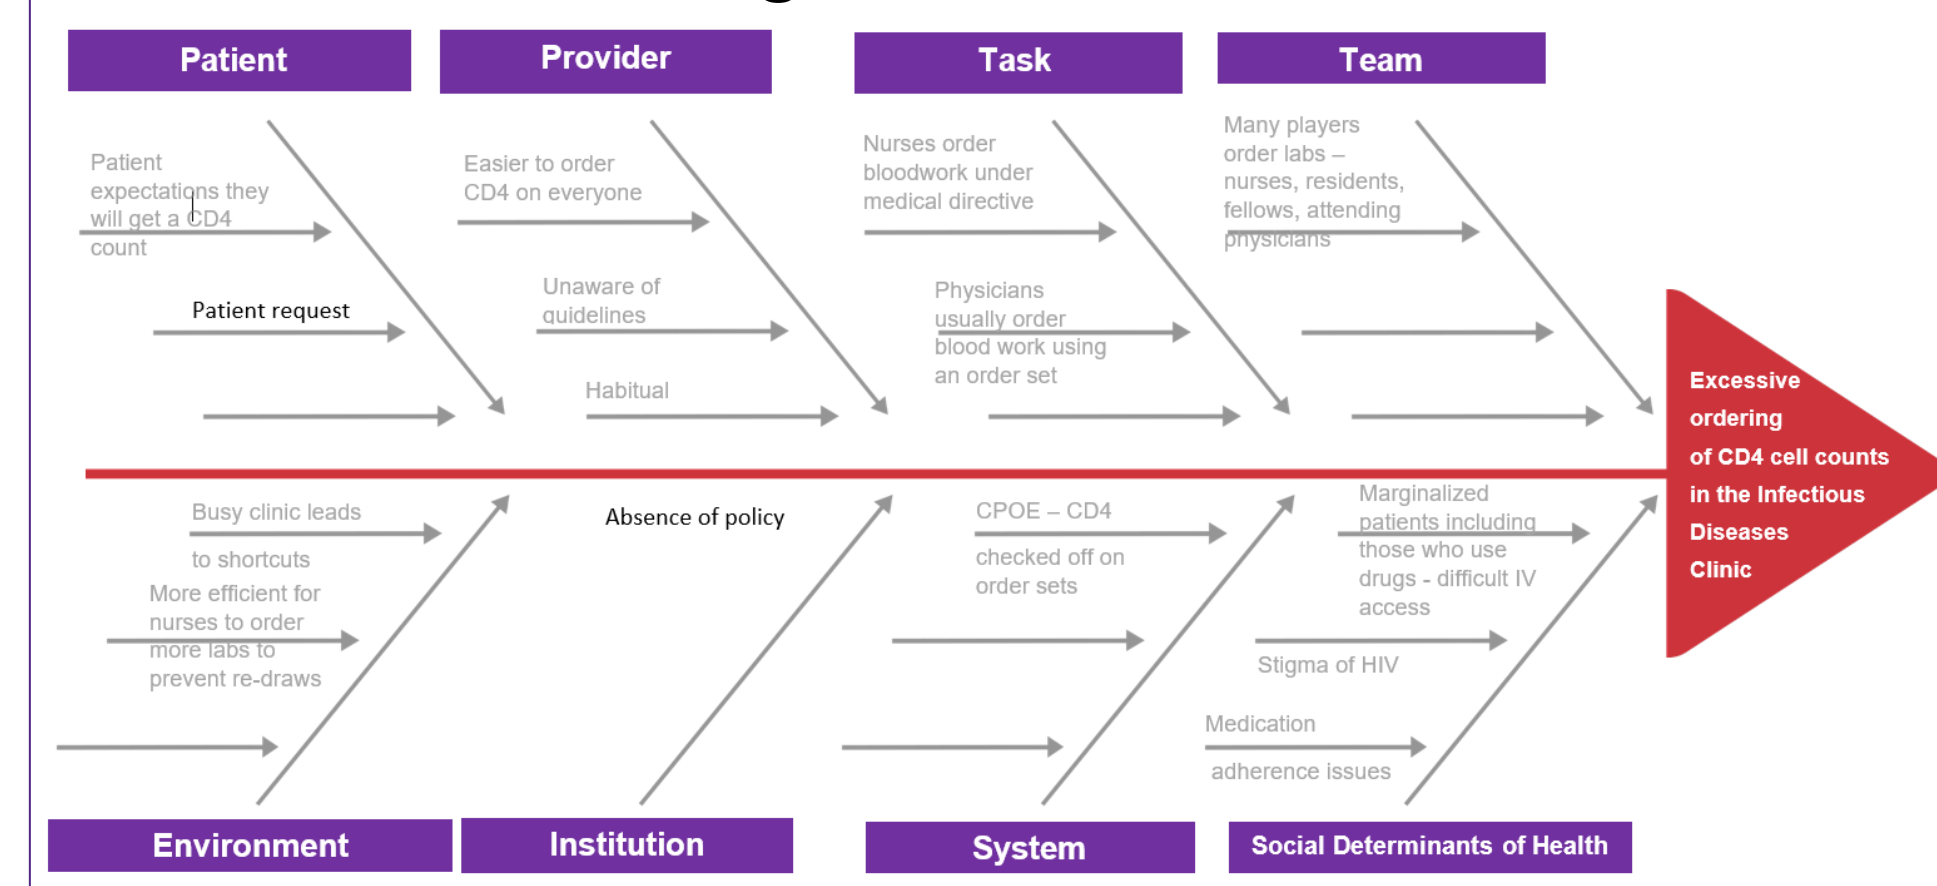 Patient
Provider
Task
Team
Patient
expectations they
will get a CD4
count
Patient request
Easier to order
CD4 on everyone
Unaware of
guidelines
Habitual
Nurses order
bloodwork under
medical directive
Physicians
usually order
blood work using
an order set
Many players
order labs –
nurses, residents,
fellows, attending
physicians
Excessive
ordering
of CD4 cell counts
in the Infectious
Diseases
Clinic
Busy clinic leads
to shortcuts
More efficient for
nurses to order
more labs to
prevent re-draws
Absence of policy
CPOE – CD4
checked off on
order sets
Marginalized
patients including
those who use
drugs - difficult IV
access
Stigma of HIV
Medication
adherence issues
Environment
Institution
System
Social Determinants of Health